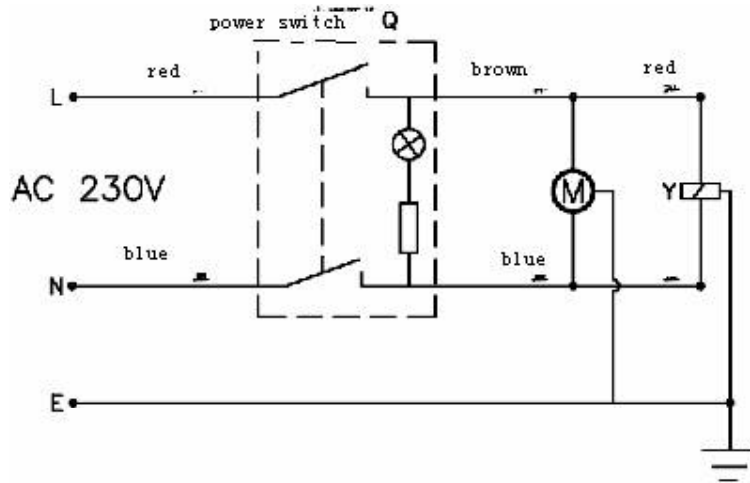 power switch Q
red brown red
L
AC 230V
M Y
blue blue
N
E